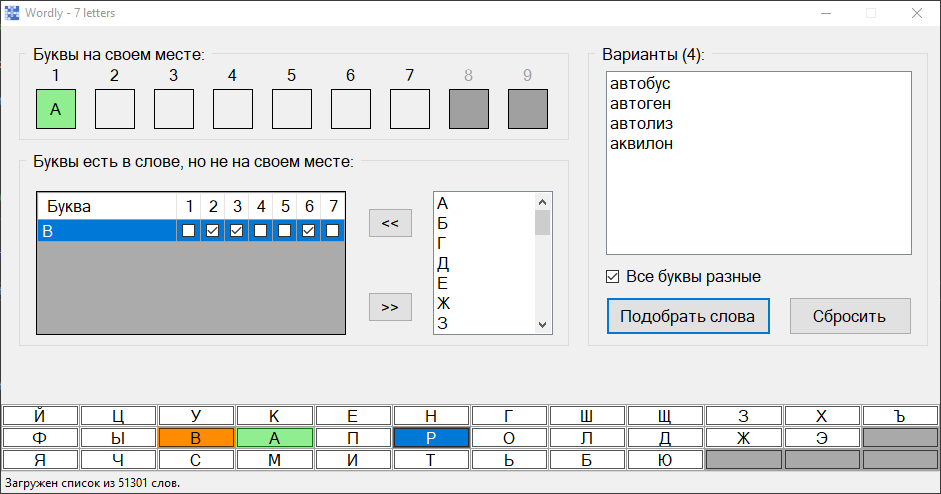 Wordly - 7 letters
Буквы на своем месте:
1 2 3 4 5 6 7 8 9
А
Буквы есть в слове, но не на своем месте:
Буква 1 2 3 4 5 6 7
В
<<
>>
А
Б
Г
Д
Е
Ж
З
Варианты (4):
автобус
автоген
автолиз
аквилон
Все буквы разные
Подобрать слова Сбросить
Й Ц У К Е Н Г Ш Щ З Х Ъ
Ф Ы В А П Р О Л Д Ж Э
Я Ч С М И Т Ь Б Ю
Загружен список из 51301 слов.